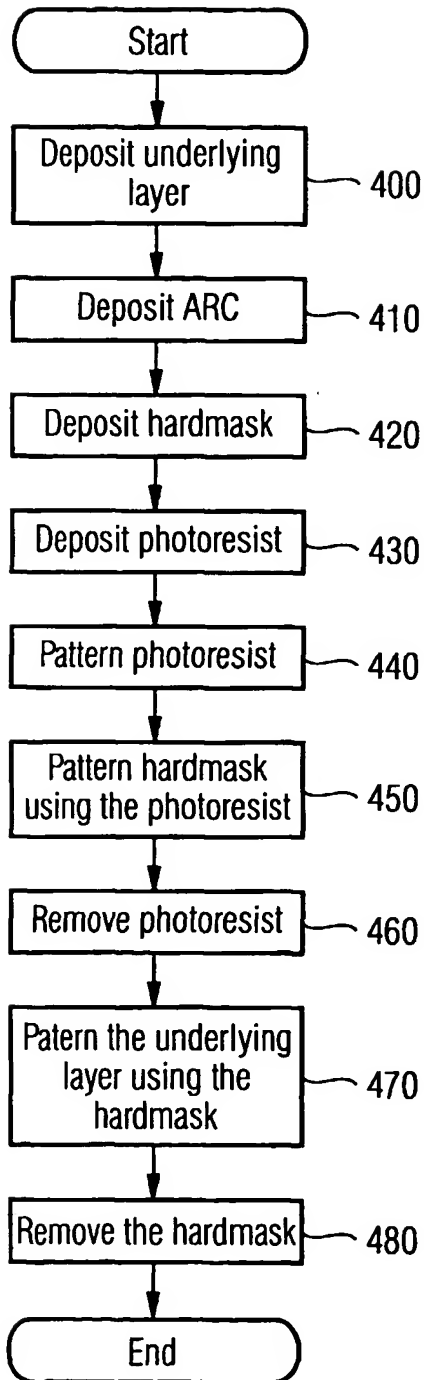 Start
Deposit underlying
layer
400
Deposit ARC
410
Deposit hardmask
420
Deposit photoresist
430
Pattern photoresist
440
Pattern hardmask
using the photoresist
450
Remove photoresist
460
Patern the underlying
layer using the
hardmask
470
Remove the hardmask
480
End